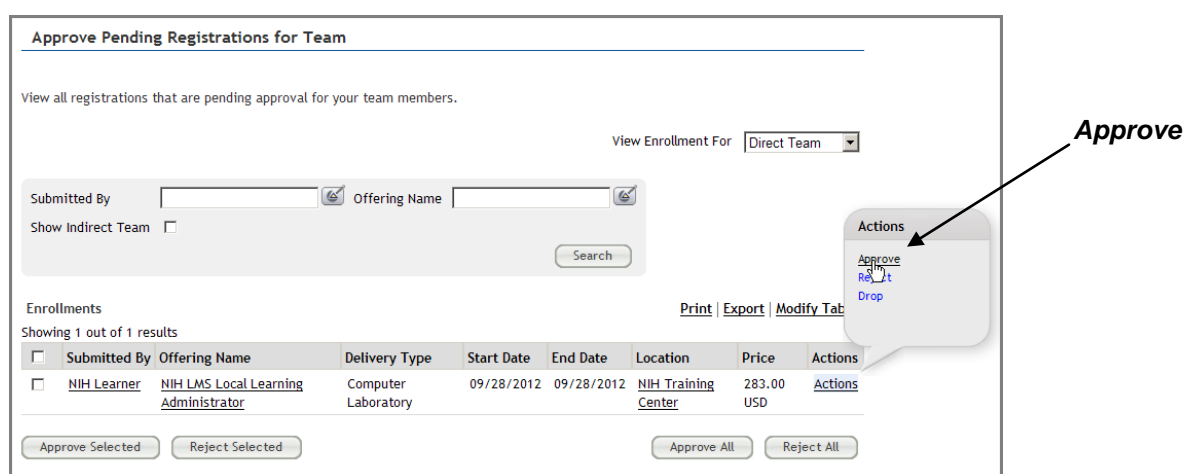 Approve Pending Registrations for Team
View all registrations that are pending approval for your team members.
View Enrollment For Direct Team
Approve
Submitted By Offering Name
Show Indirect Team
Search
Actions
Approve
Reject
Drop
Enrollments Print | Export | Modify Tab
Showing 1 out of 1 results
Submitted By Offering Name Delivery Type Start Date End Date Location Price Actions
NIH Learner NIH LMS Local Learning Computer 09/28/2012 09/28/2012 NIH Training 283.00 Actions
Administrator Laboratory Center USD
Approve Selected Reject Selected Approve All Reject All